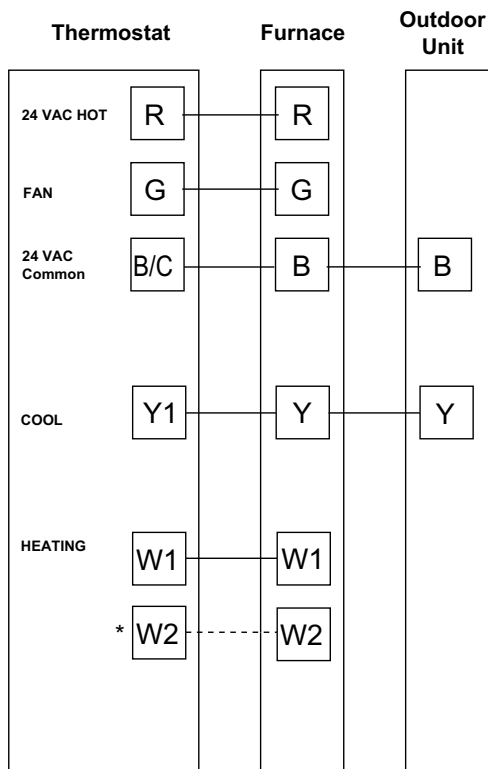 Thermostat
Furnace
Outdoor
Unit
24 VAC HOT
R
R
FAN
G
G
24 VAC
Common
B/C
B
B
COOL
Y1
Y
Y
HEATING
W1
W1
* W2
W2